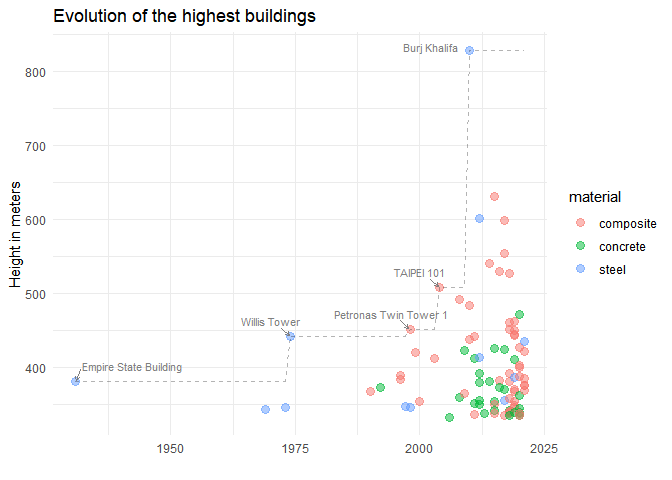 Evolution of the highest buildings
Height in meters
800
700
600
500
400
Burj Khalifa
TAIPEI 101
Petronas Twin Tower 1
Willis Tower
Empire State Building
1950
1975
2000
2025
material
composite
concrete
steel